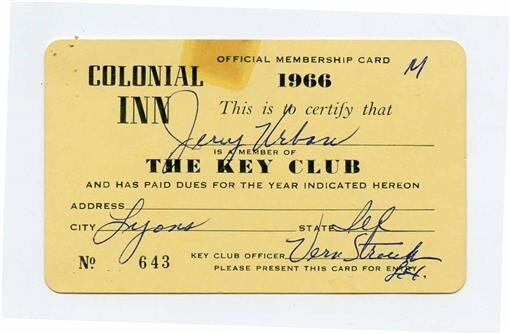 OFFICIAL MEMBERSHIP CARD
COLONIAL INN
1966
M
This is to certify that
Jerry Urban
IS A MEMBER OF
THE KEY CLUB
AND HAS PAID DUES FOR THE YEAR INDICATED HEREON
ADDRESS
CITY Lyons STATE Ill
No 643
KEY CLUB OFFICER Vern
PLEASE PRESENT THIS CARD FOR ENTRY